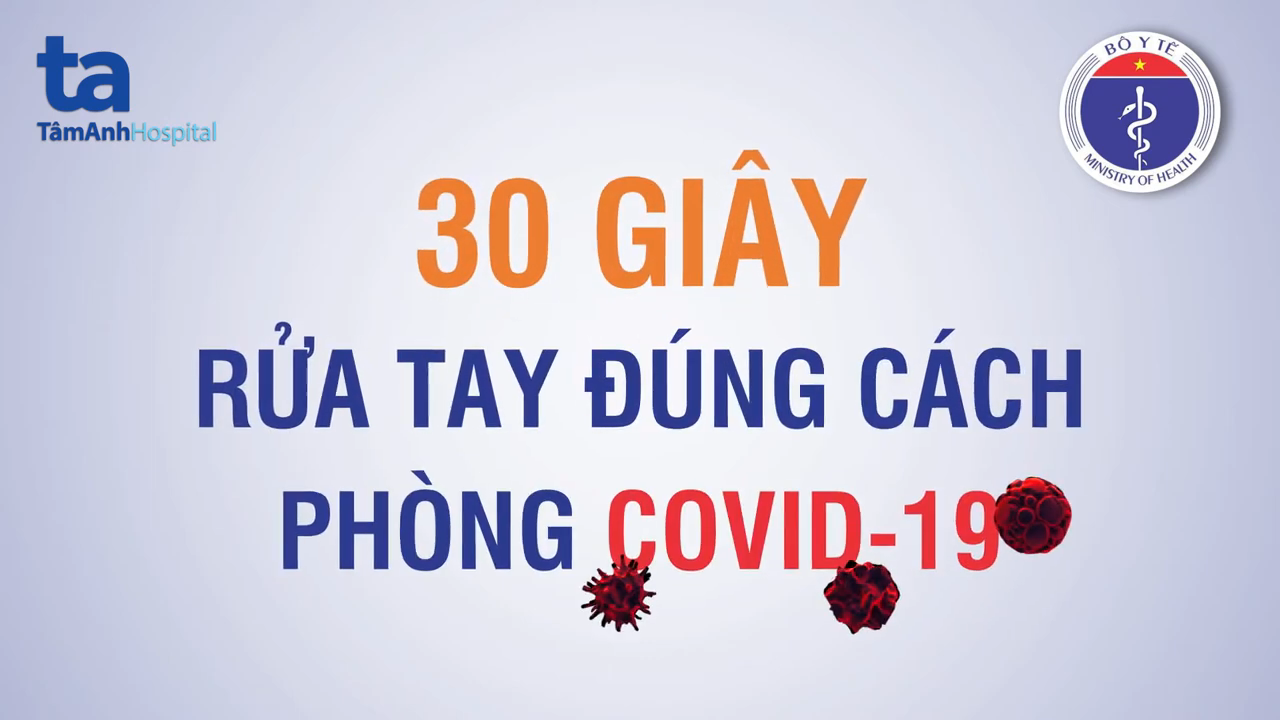 ta
TâmAnhHospital
BỘ Y TẾ
MINISTRY OF HEALTH
30 GIÂY
RỬA TAY ĐÚNG CÁCH
PHÒNG COVID-19